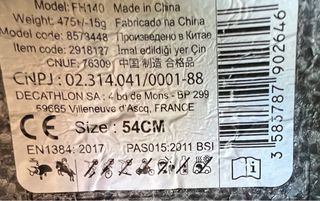 Model: FH140 Made in China
Weight: 475+/-15g Fabricado na China
Model code: 8573448 Произведено в Китае
Item code: 2918127 İmal edildiği yer Çin
CNUF: 76309 中国 制造 合格
CNPJ : 02.314.041/0001-88
DECATHLON SA : 4 bd de Mons - BP 299
59665 Villeneuve d'Ascq, FRANCE
CE Size : 54CM
EN1384: 2017 PAS015:2011 BSI
3 583787 902646